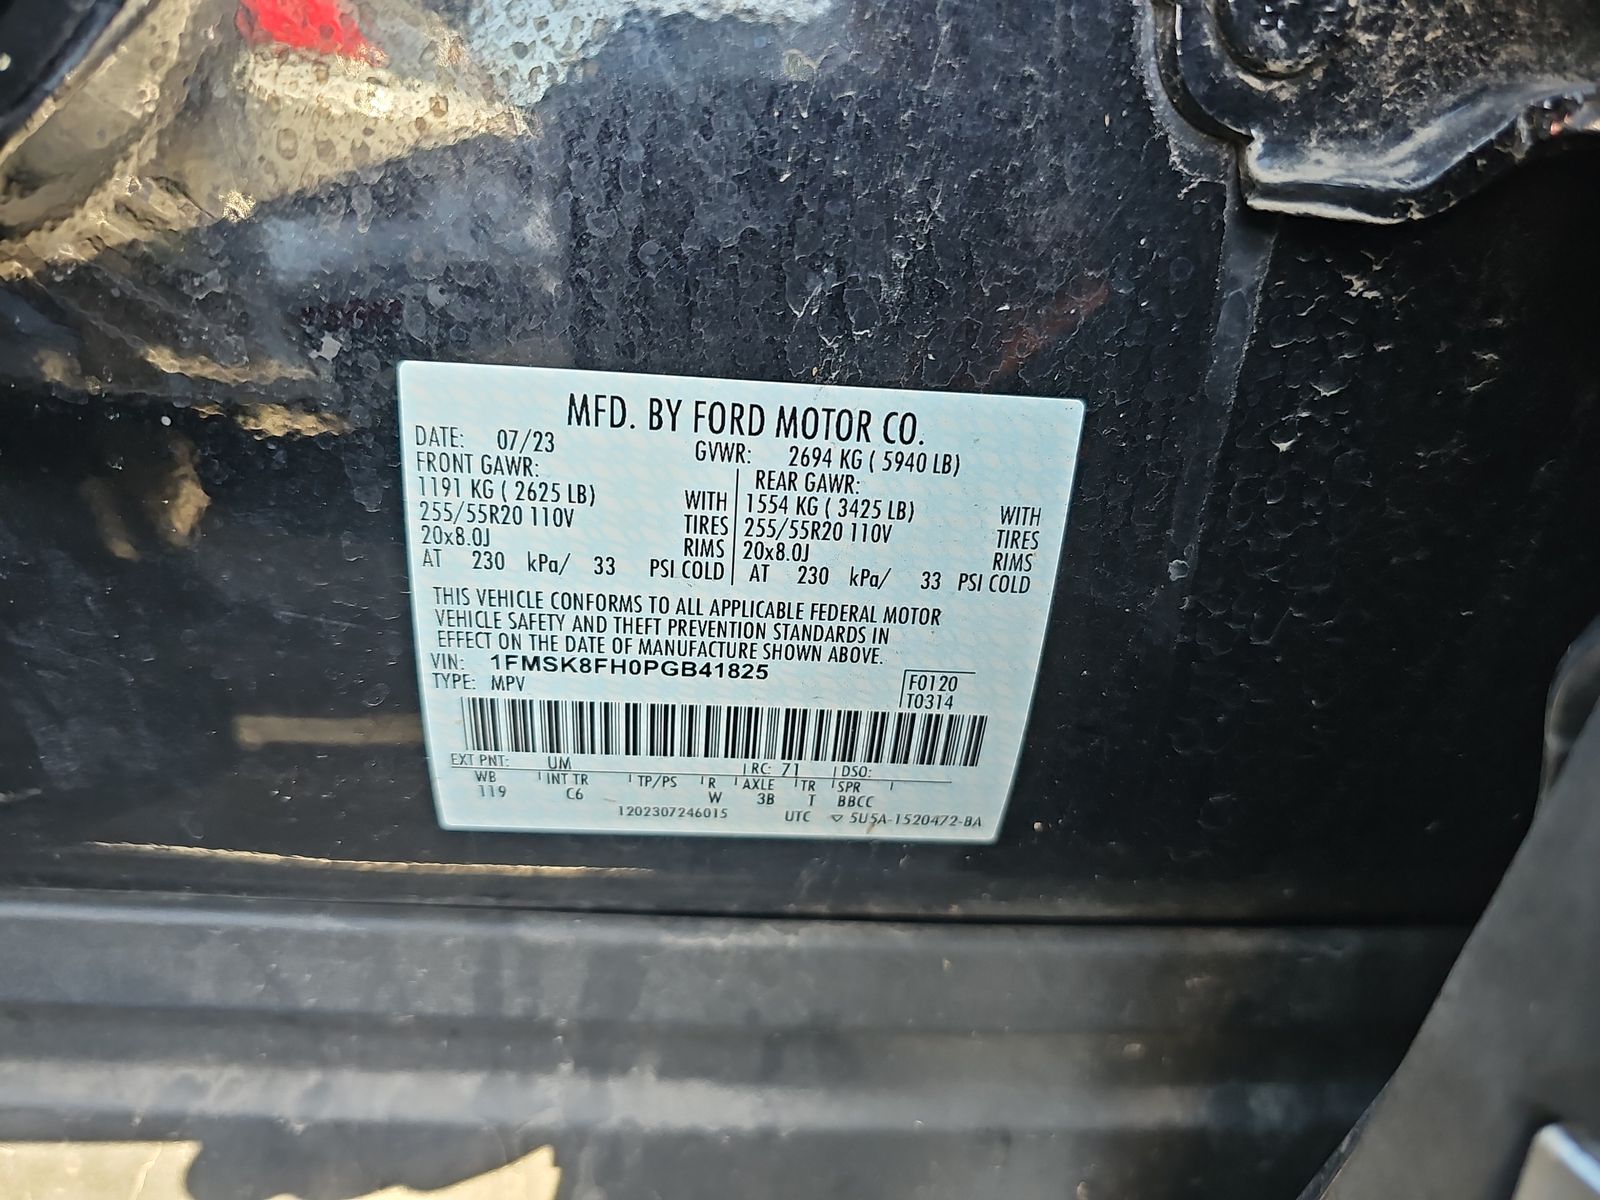 MFD. BY FORD MOTOR CO.
DATE: 07/23 GVWR: 2694 KG ( 5940 LB)
FRONT GAWR: REAR GAWR:
1191 KG ( 2625 LB) WITH 1554 KG ( 3425 LB) WITH
255/55R20 110V TIRES 255/55R20 110V TIRES
20x8.0J RIMS 20x8.0J RIMS
AT 230 kPa/ 33 PSI COLD AT 230 kPa/ 33 PSI COLD
THIS VEHICLE CONFORMS TO ALL APPLICABLE FEDERAL MOTOR
VEHICLE SAFETY AND THEFT PREVENTION STANDARDS IN
EFFECT ON THE DATE OF MANUFACTURE SHOWN ABOVE.
VIN: 1FMSK8FH0PGB41825
TYPE: MPV F0120
T0314
EXT PNT: UM RC: 71 DSO:
WB INT TR TP/PS R AXLE TR SPR
119 C6 W 3B T BBCC
1202307246015 UTC ▽ 5U5A-1520472-BA